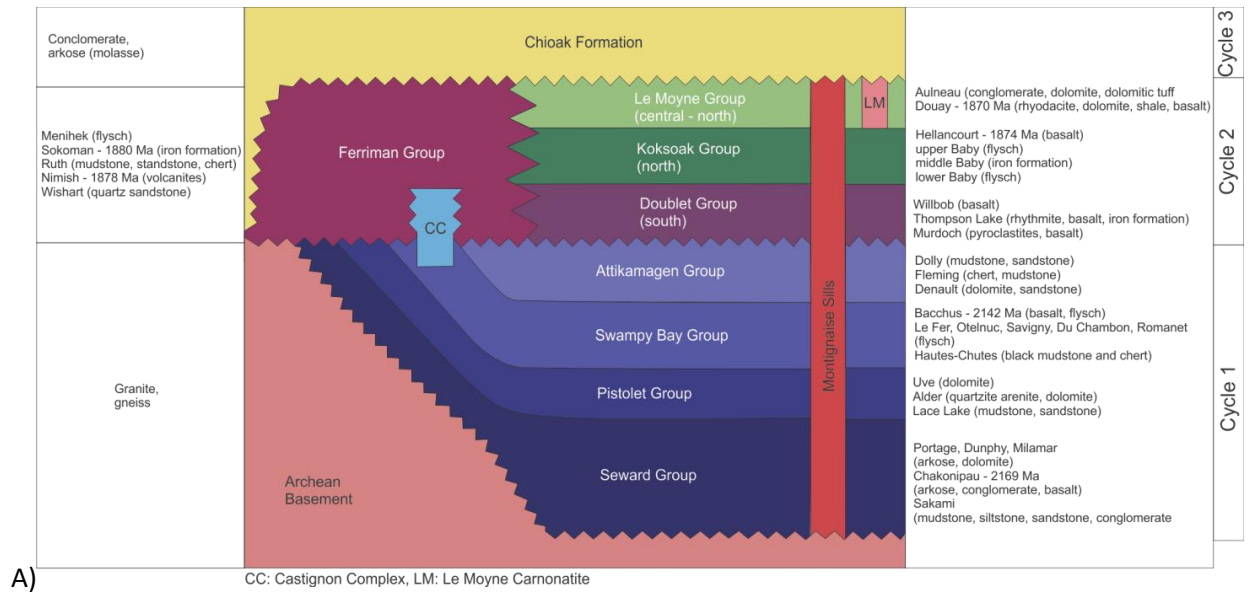 Conclomerate,
arkose (molasse)
Menihek (flysch)
Sokoman - 1880 Ma (iron formation)
Ruth (mudstone, standstone, chert)
Nimish - 1878 Ma (volcanites)
Wishart (quartz sandstone)
Granite,
gneiss
Chioak Formation
Ferriman Group
CC
Le Moyne Group
(central - north)
LM
Koksoak Group
(north)
Doublet Group
(south)
Attikamagen Group
Swampy Bay Group
Pistolet Group
Seward Group
Archean
Basement
Montignaise Sills
Aulneau (conglomerate, dolomite, dolomitic tuff
Douay - 1870 Ma (rhyodacite, dolomite, shale, basalt)
Hellancourt - 1874 Ma (basalt)
upper Baby (flysch)
middle Baby (iron formation)
lower Baby (flysch)
Willbob (basalt)
Thompson Lake (rhythmite, basalt, iron formation)
Murdoch (pyroclastites, basalt)
Dolly (mudstone, sandstone)
Fleming (chert, mudstone)
Denault (dolomite, sandstone)
Bacchus - 2142 Ma (basalt, flysch)
Le Fer, Otelnuc, Savigny, Du Chambon, Romanet
(flysch)
Hautes-Chutes (black mudstone and chert)
Uve (dolomite)
Alder (quartzite arenite, dolomite)
Lace Lake (mudstone, sandstone)
Portage, Dunphy, Milamar
(arkose, dolomite)
Chakonipau - 2169 Ma
(arkose, conglomerate, basalt)
Sakami
(mudstone, siltstone, sandstone, conglomerate
Cycle 3
Cycle 2
Cycle 1
A)
CC: Castignon Complex, LM: Le Moyne Carnonatite